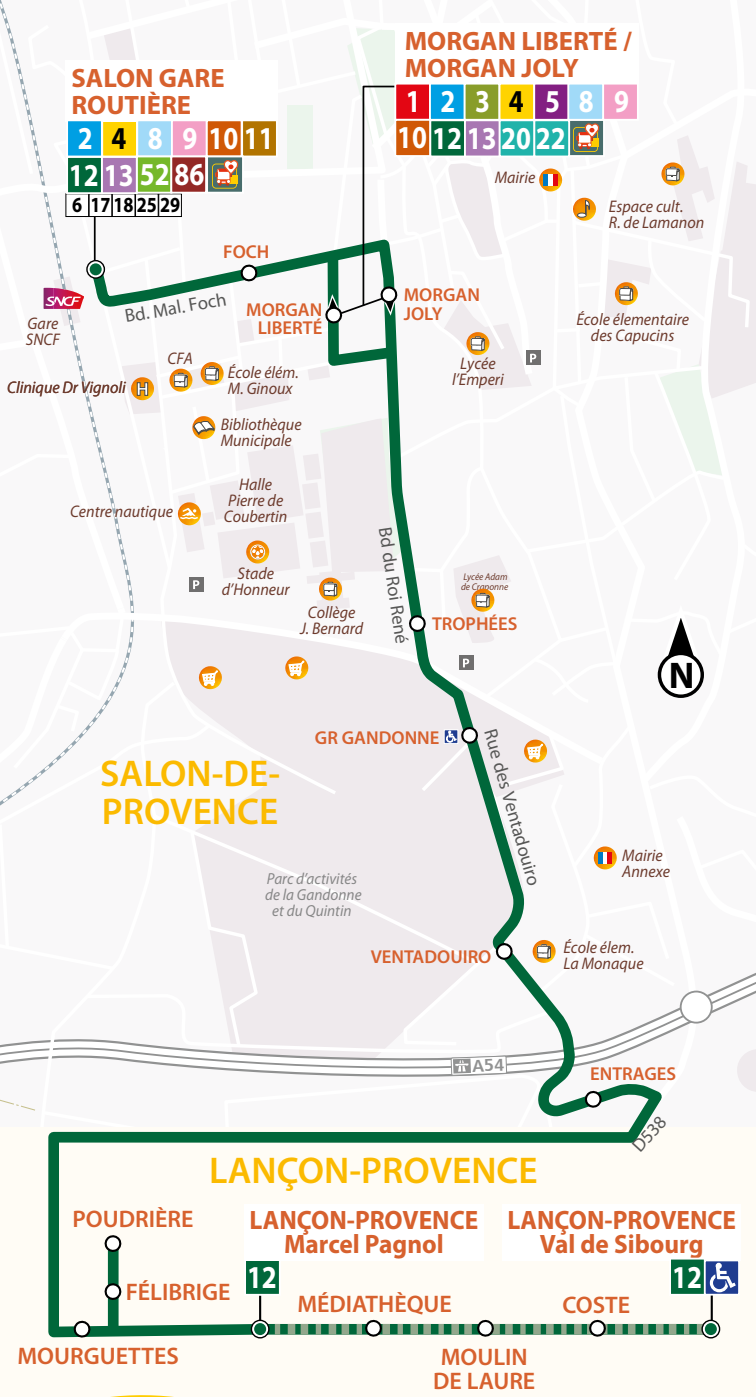 MORGAN LIBERTÉ /
MORGAN JOLY
1 2 3 4 5 8 9
10 12 13 20 22
SALON GARE
ROUTIÈRE
2 4 8 9 10 11
12 13 52 86
6 17 18 25 29
Mairie
Espace cult.
R. de Lamanon
FOCH
SNCF
Gare
SNCF
Bd. Mal. Foch
MORGAN
LIBERTÉ
MORGAN
JOLY
École élementaire
des Capucins
Lycée
l'Emperi
P
CFA
École élém.
M. Ginoux
Clinique Dr Vignoli
H
Bibliothèque
Municipale
Halle
Pierre de
Coubertin
Centre nautique
Stade
d'Honneur
P
Collège
J. Bernard
Bd du Roi René
Lycée Adam
de Craponne
TROPHÉES
P
N
GR GANDONNE
Rue des Ventadouiro
SALON-DE-
PROVENCE
Mairie
Annexe
Parc d'activités
de la Gandonne
et du Quintin
VENTADOUIRO
École élem.
La Monaque
A54
ENTRAGES
D538
LANÇON-PROVENCE
POUDRIÈRE
LANÇON-PROVENCE
Marcel Pagnol
LANÇON-PROVENCE
Val de Sibourg
12
12
FÉLIBRIGE
MÉDIATHÈQUE
COSTE
MOURGUETTES
MOULIN
DE LAURE